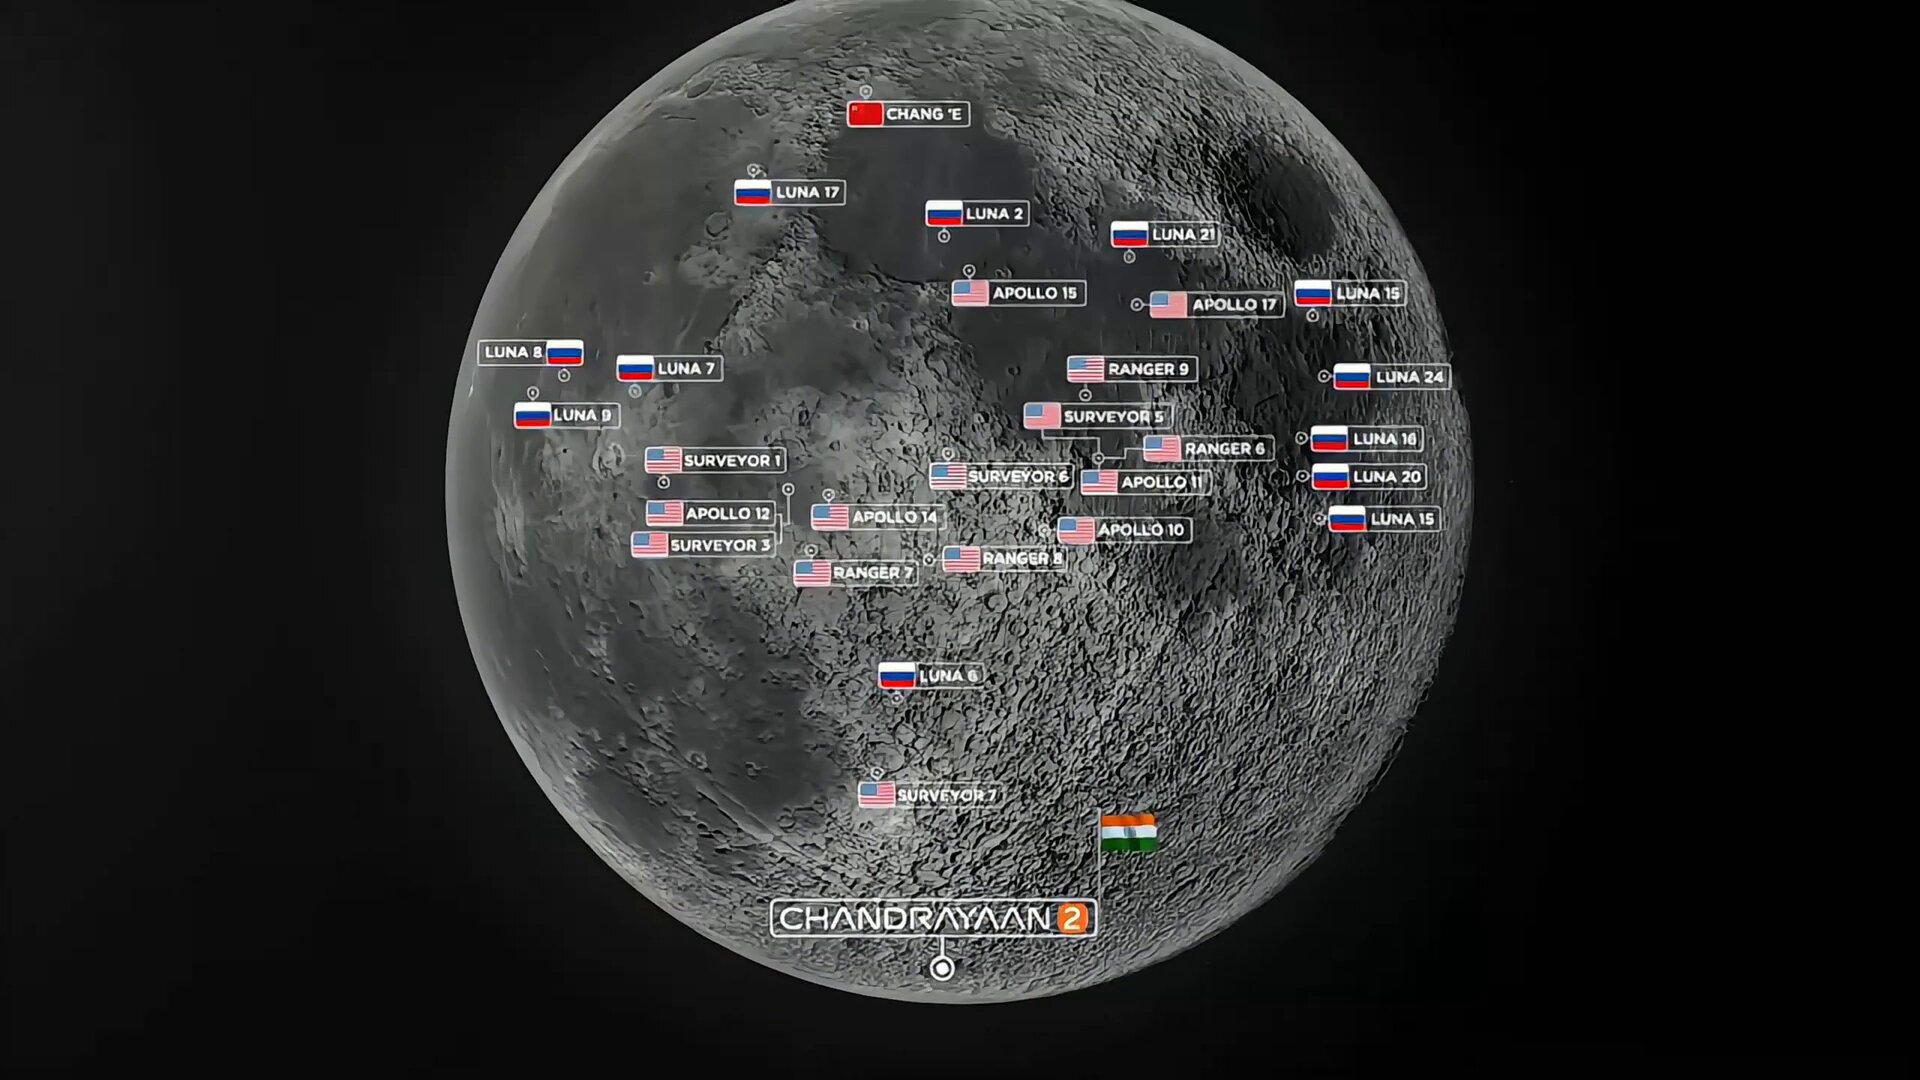 CHANG 'E
LUNA 17
LUNA 2
LUNA 21
APOLLO 15
APOLLO 17
LUNA 15
LUNA 8
LUNA 7
RANGER 9
LUNA 24
LUNA 9
SURVEYOR 5
LUNA 16
RANGER 6
SURVEYOR 1
SURVEYOR 6
APOLLO 11
LUNA 20
APOLLO 12
APOLLO 14
LUNA 15
APOLLO 10
SURVEYOR 3
RANGER 8
RANGER 7
LUNA 6
SURVEYOR 7
CHANDRAYAAN 2